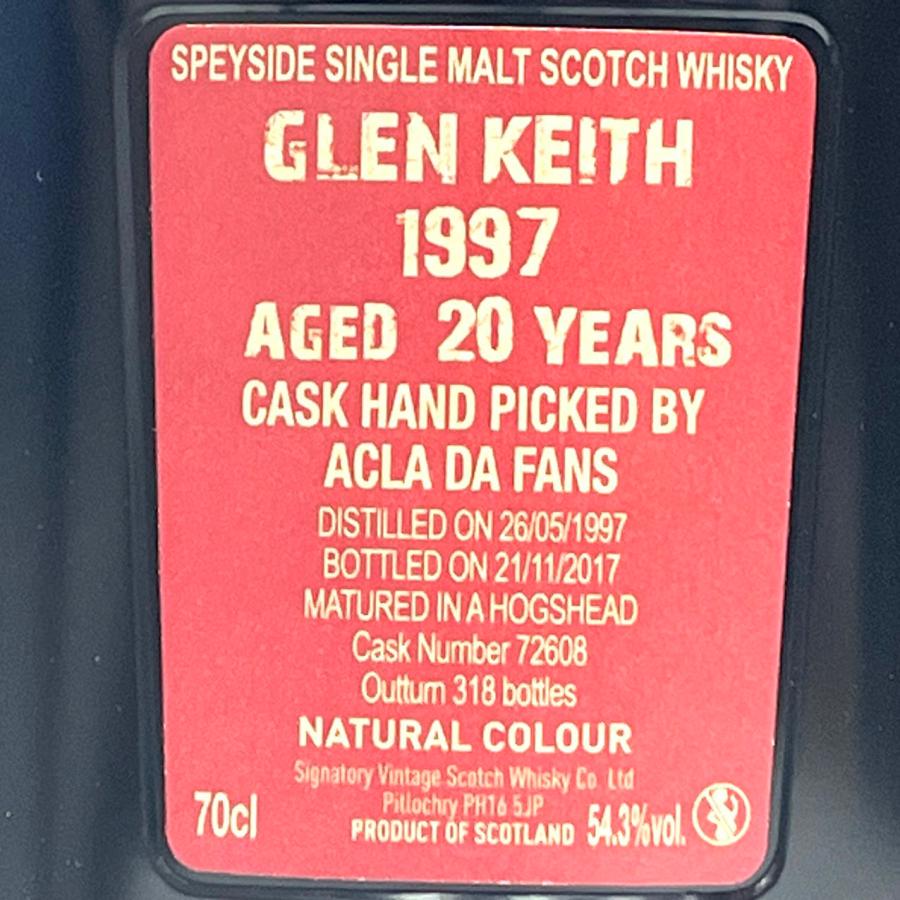 SPEYSIDE SINGLE MALT SCOTCH WHISKY
GLEN KEITH
1997
AGED 20 YEARS
CASK HAND PICKED BY
ACLA DA FANS
DISTILLED ON 26/05/1997
BOTTLED ON 21/11/2017
MATURED IN A HOGSHEAD
Cask Number 72608
Outturn 318 bottles
NATURAL COLOUR
Signatory Vintage Scotch Whisky Co Ltd
Pitlochry PH16 5JP
70cl PRODUCT OF SCOTLAND 54.3%vol.